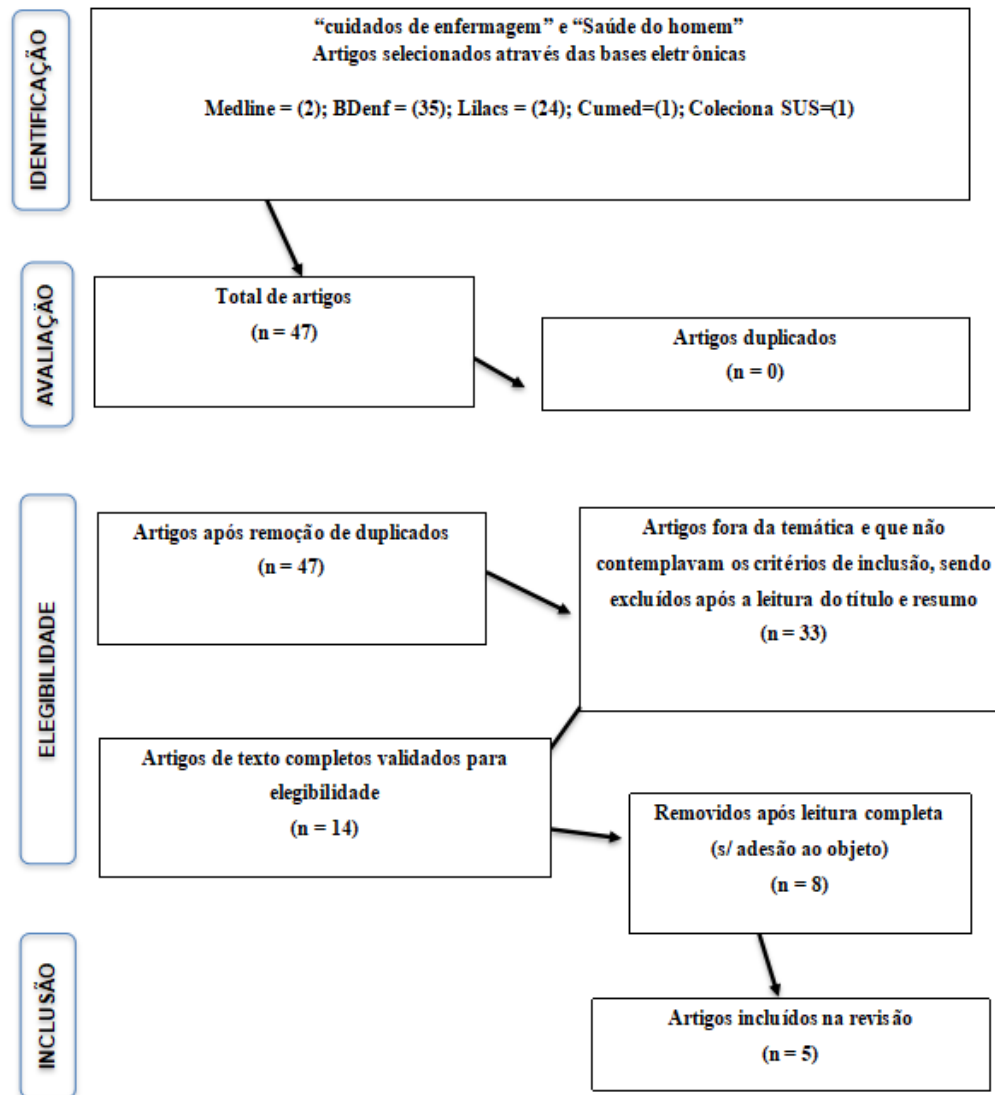 IDENTIFICAÇÃO
“cuidados de enfermagem” e “Saúde do homem”
Artigos selecionados através das bases eletrônicas
Medline = (2); BDenf = (35); Lilacs = (24); Cumed=(1); Coleciona SUS=(1)
AVALIAÇÃO
Total de artigos
(n = 47)
Artigos duplicados
(n = 0)
ELEGIBILIDADE
Artigos após remoção de duplicados
(n = 47)
Artigos fora da temática e que não
contemplavam os critérios de inclusão, sendo
excluídos após a leitura do título e resumo
(n = 33)
Artigos de texto completos validados para
elegibilidade
(n = 14)
Removidos após leitura completa
(s/ adesão ao objeto)
(n = 8)
INCLUSÃO
Artigos incluídos na revisão
(n = 5)